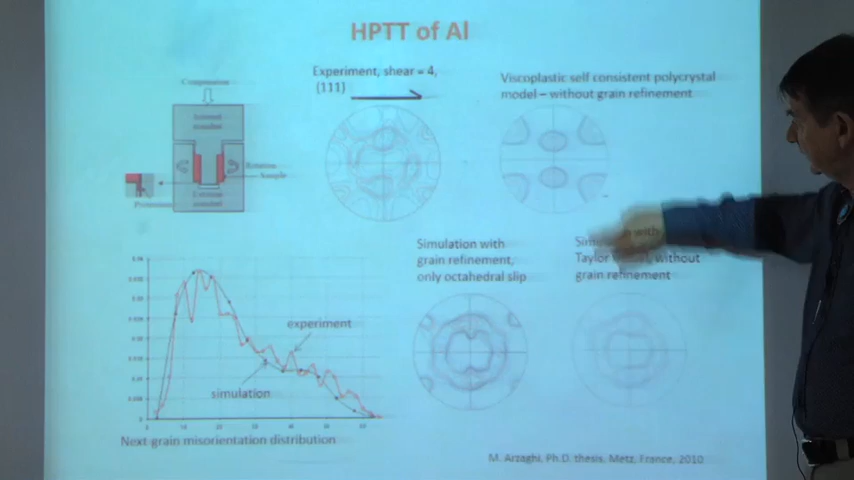 HPTT of Al
Compression
Rotation
Sample
Experiment, shear = 4,
(111)
Viscoplastic self consistent polycrystal
model – without grain refinement
experiment
simulation
Next-grain misorientation distribution
Simulation with
grain refinement,
only octahedral slip
with
Taylor without
grain refinement
M. Arzaghi, Ph.D. thesis, Metz, France, 2010